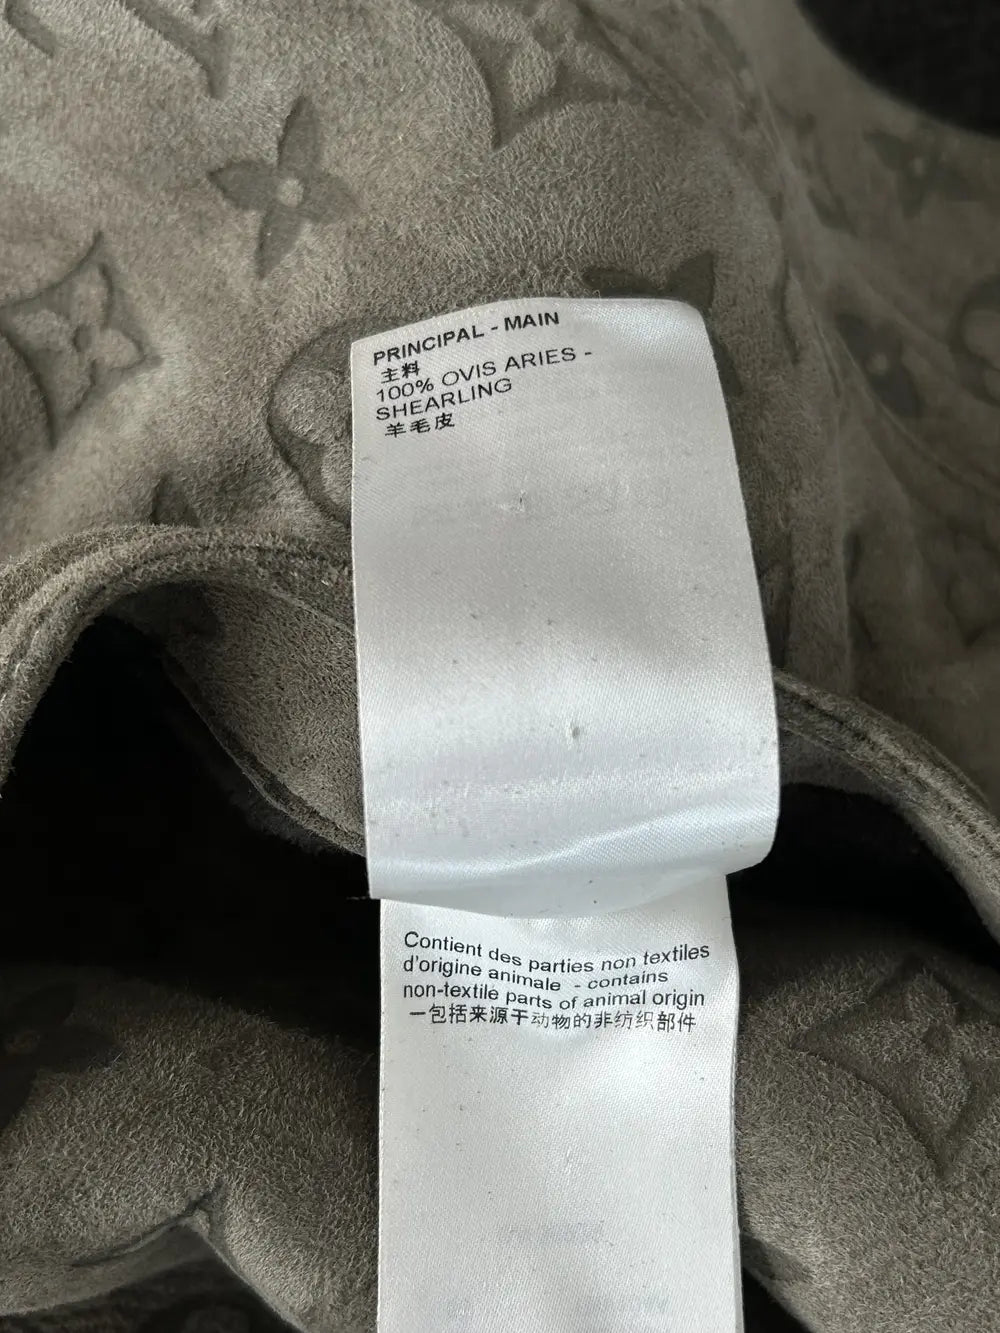 PRINCIPAL - MAIN
主料
100% OVIS ARIES -
SHEARLING
羊毛皮
Contient des parties non textiles
d'origine animale - contains
non-textile parts of animal origin
一包括来源于动物的非纺织部件